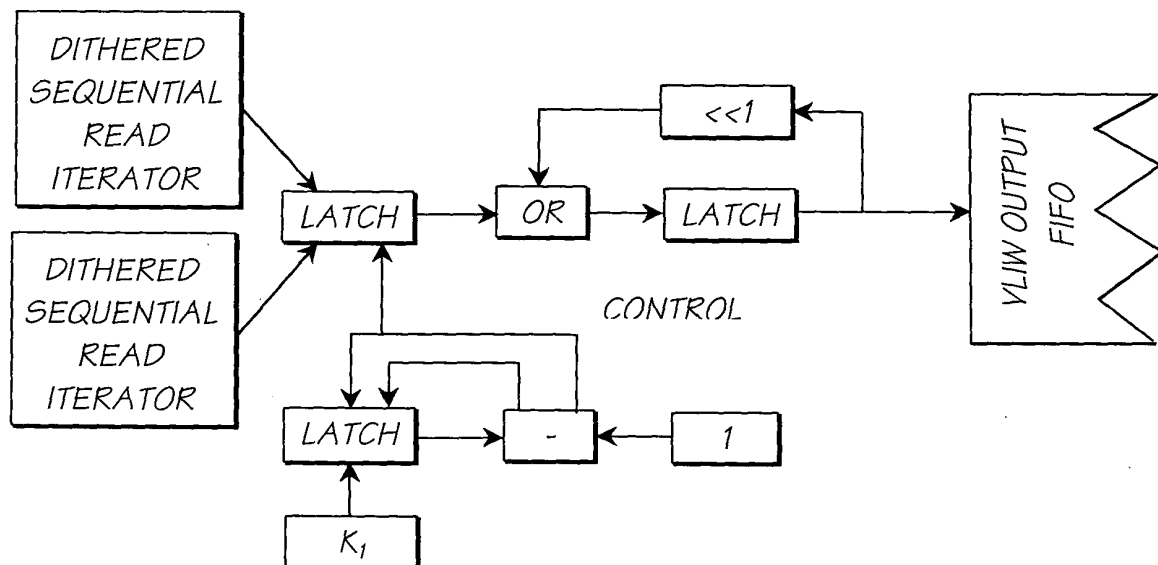 DITHERED
SEQUENTIAL
READ
ITERATOR
DITHERED
SEQUENTIAL
READ
ITERATOR
LATCH
<<1
OR
LATCH
VLIW OUTPUT
FIFO
CONTROL
LATCH
-
1
K₁